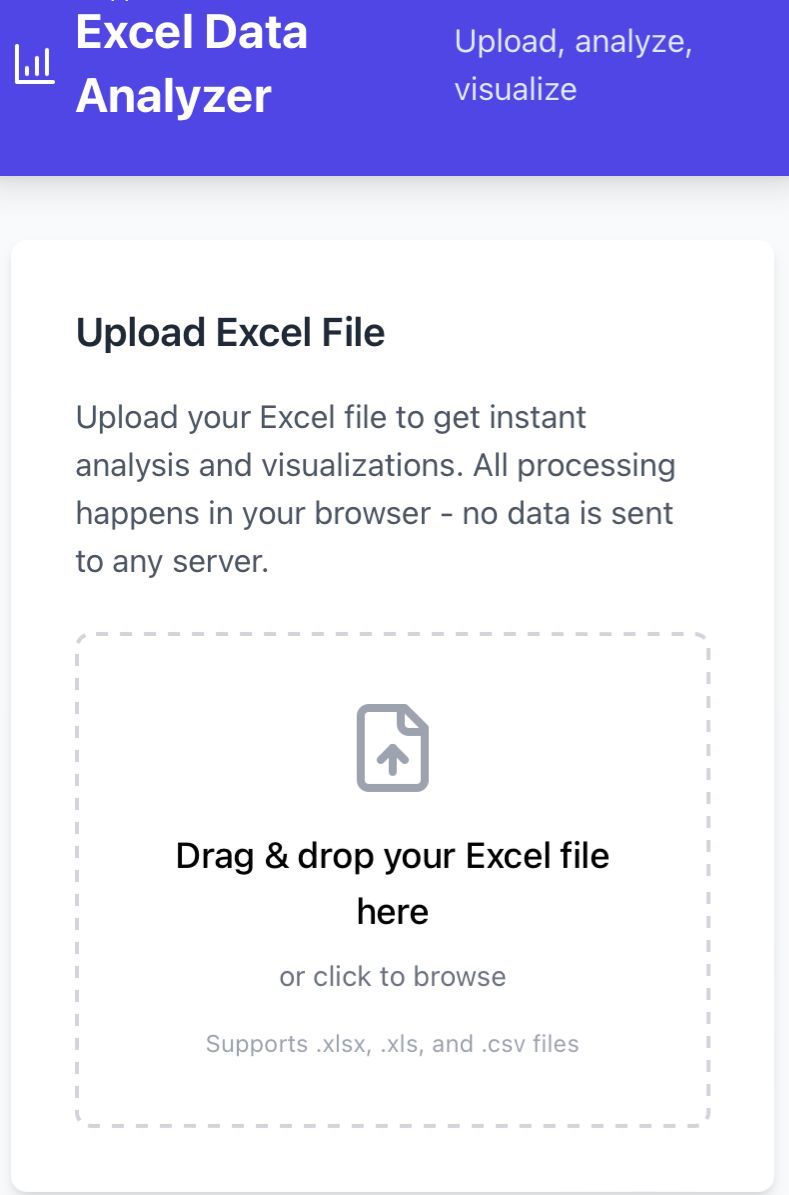 Excel Data
Analyzer
Upload, analyze,
visualize
Upload Excel File
Upload your Excel file to get instant
analysis and visualizations. All processing
happens in your browser - no data is sent
to any server.
Drag & drop your Excel file
here
or click to browse
Supports .xlsx, .xls, and .csv files